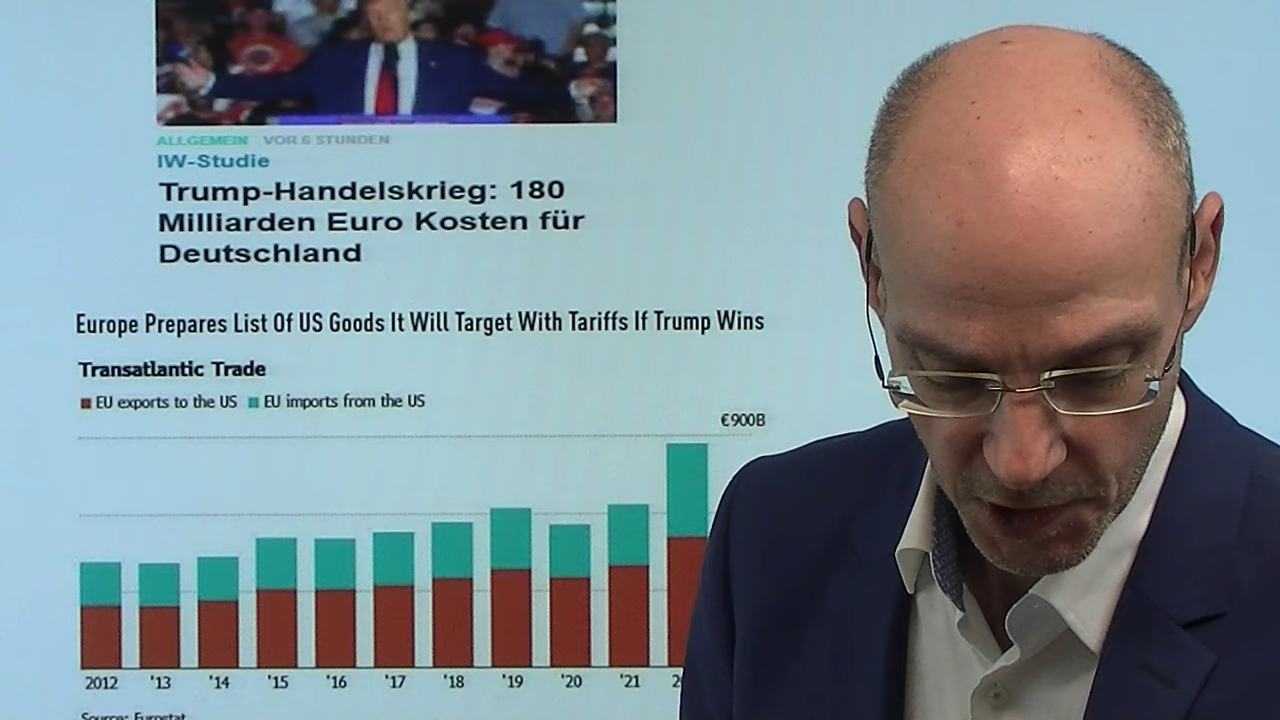 ALLGEMEIN VOR 6 STUNDEN
IW-Studie
Trump-Handelskrieg: 180
Milliarden Euro Kosten für
Deutschland
Europe Prepares List Of US Goods It Will Target With Tariffs If Trump Wins
Transatlantic Trade
EU exports to the US EU imports from the US
€900B
2012 '13 '14 '15 '16 '17 '18 '19 '20 '21
Source: Eurostat